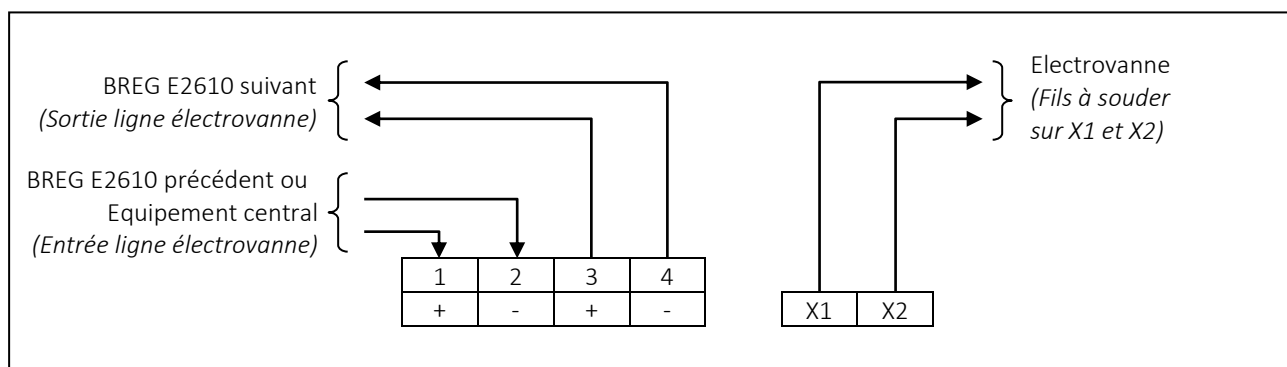 BREG E2610 suivant
(Sortie ligne électrovanne)
BREG E2610 précédent ou
Equipement central
(Entrée ligne électrovanne)
1 2 3 4
+ - + -
Electrovanne
(Fils à souder
sur X1 et X2)
X1 X2